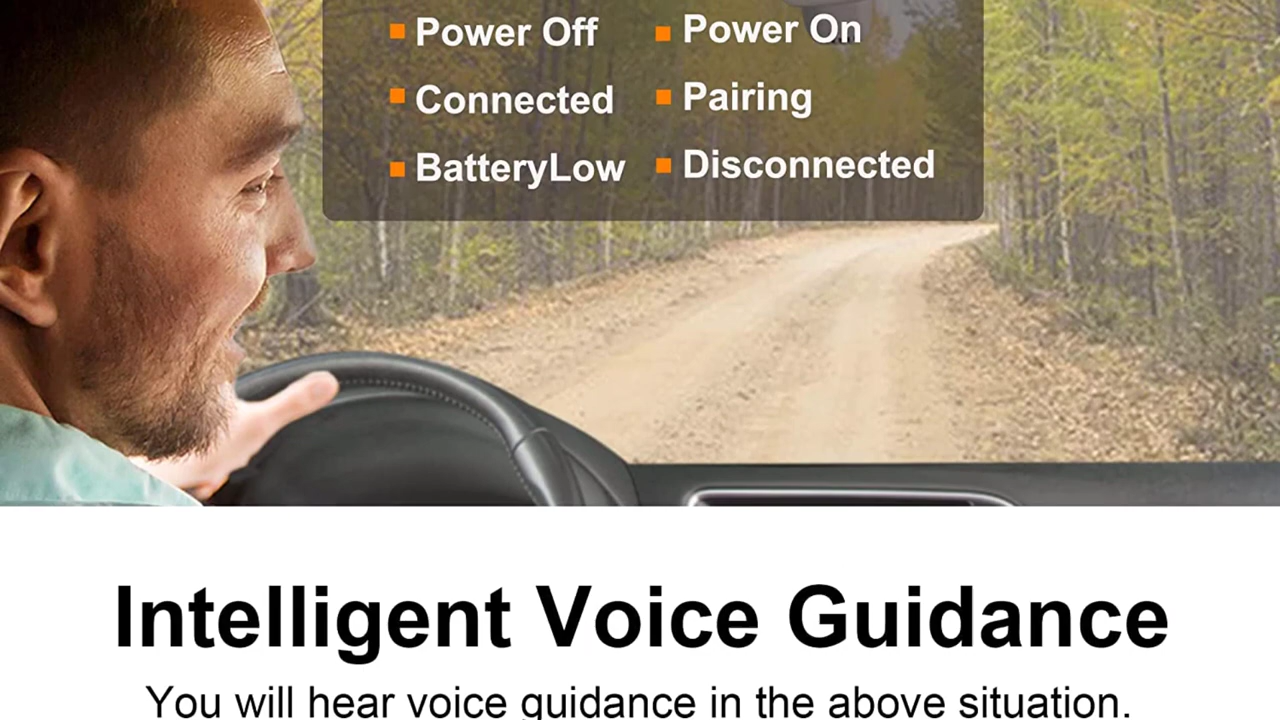 Power Off
Power On
Connected
Pairing
BatteryLow
Disconnected
Intelligent Voice Guidance
You will hear voice guidance in the above situation.